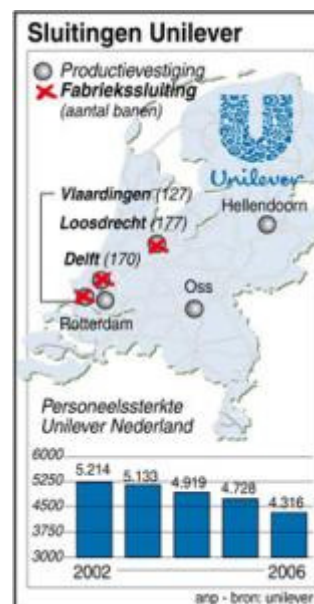 Sluitingen Unilever
Productievestiging
Fabriekssluiting
(aantal banen)
Unilever
Vlaardingen (127)
Hellendoorn
Loosdrecht (177)
Delft (170)
Oss
Rotterdam
Personeelssterkte
Unilever Nederland
6000
5250
4500
3750
3000
5.214
5.133
4.919
4.728
4.316
2002
2006
anp - bron: unilever